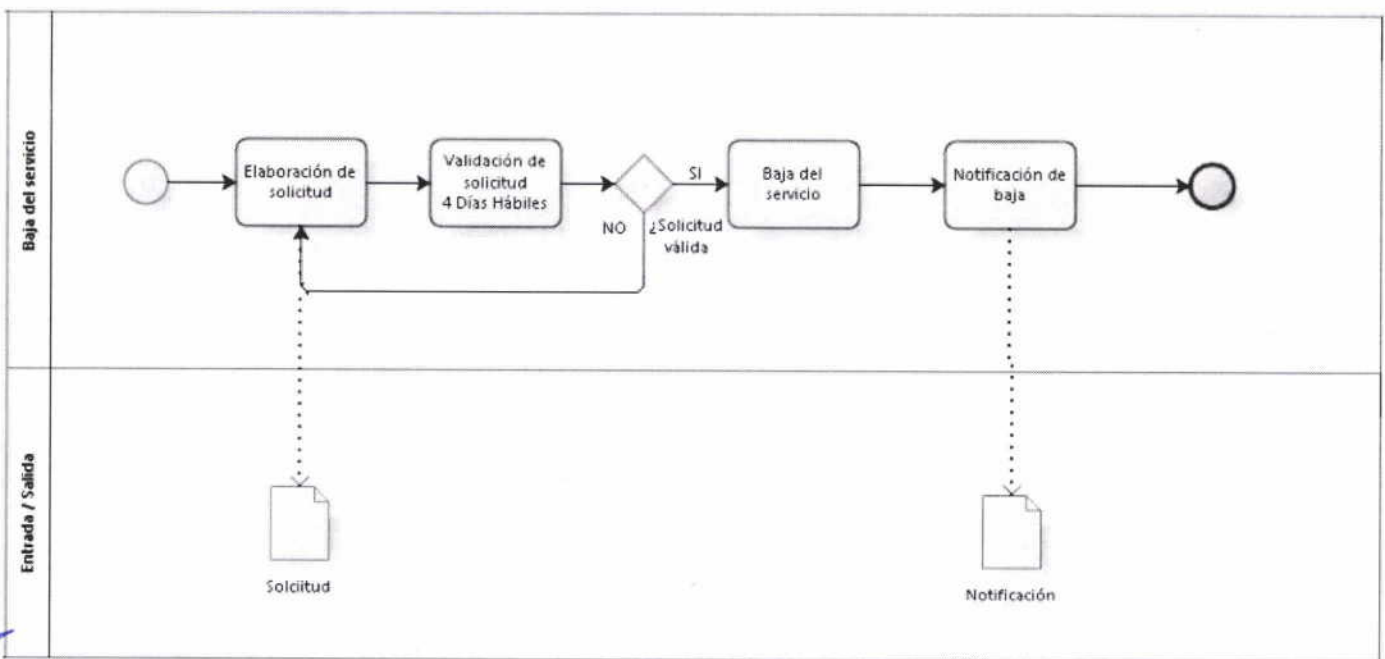 Baja del servicio
Elaboración de
solicitud
Validación de
solicitud
4 Días Hábiles
SI
NO
¿Solicitud
válida
Baja del
servicio
Notificación de
baja
Entrada / Salida
Solciitud
Notificación